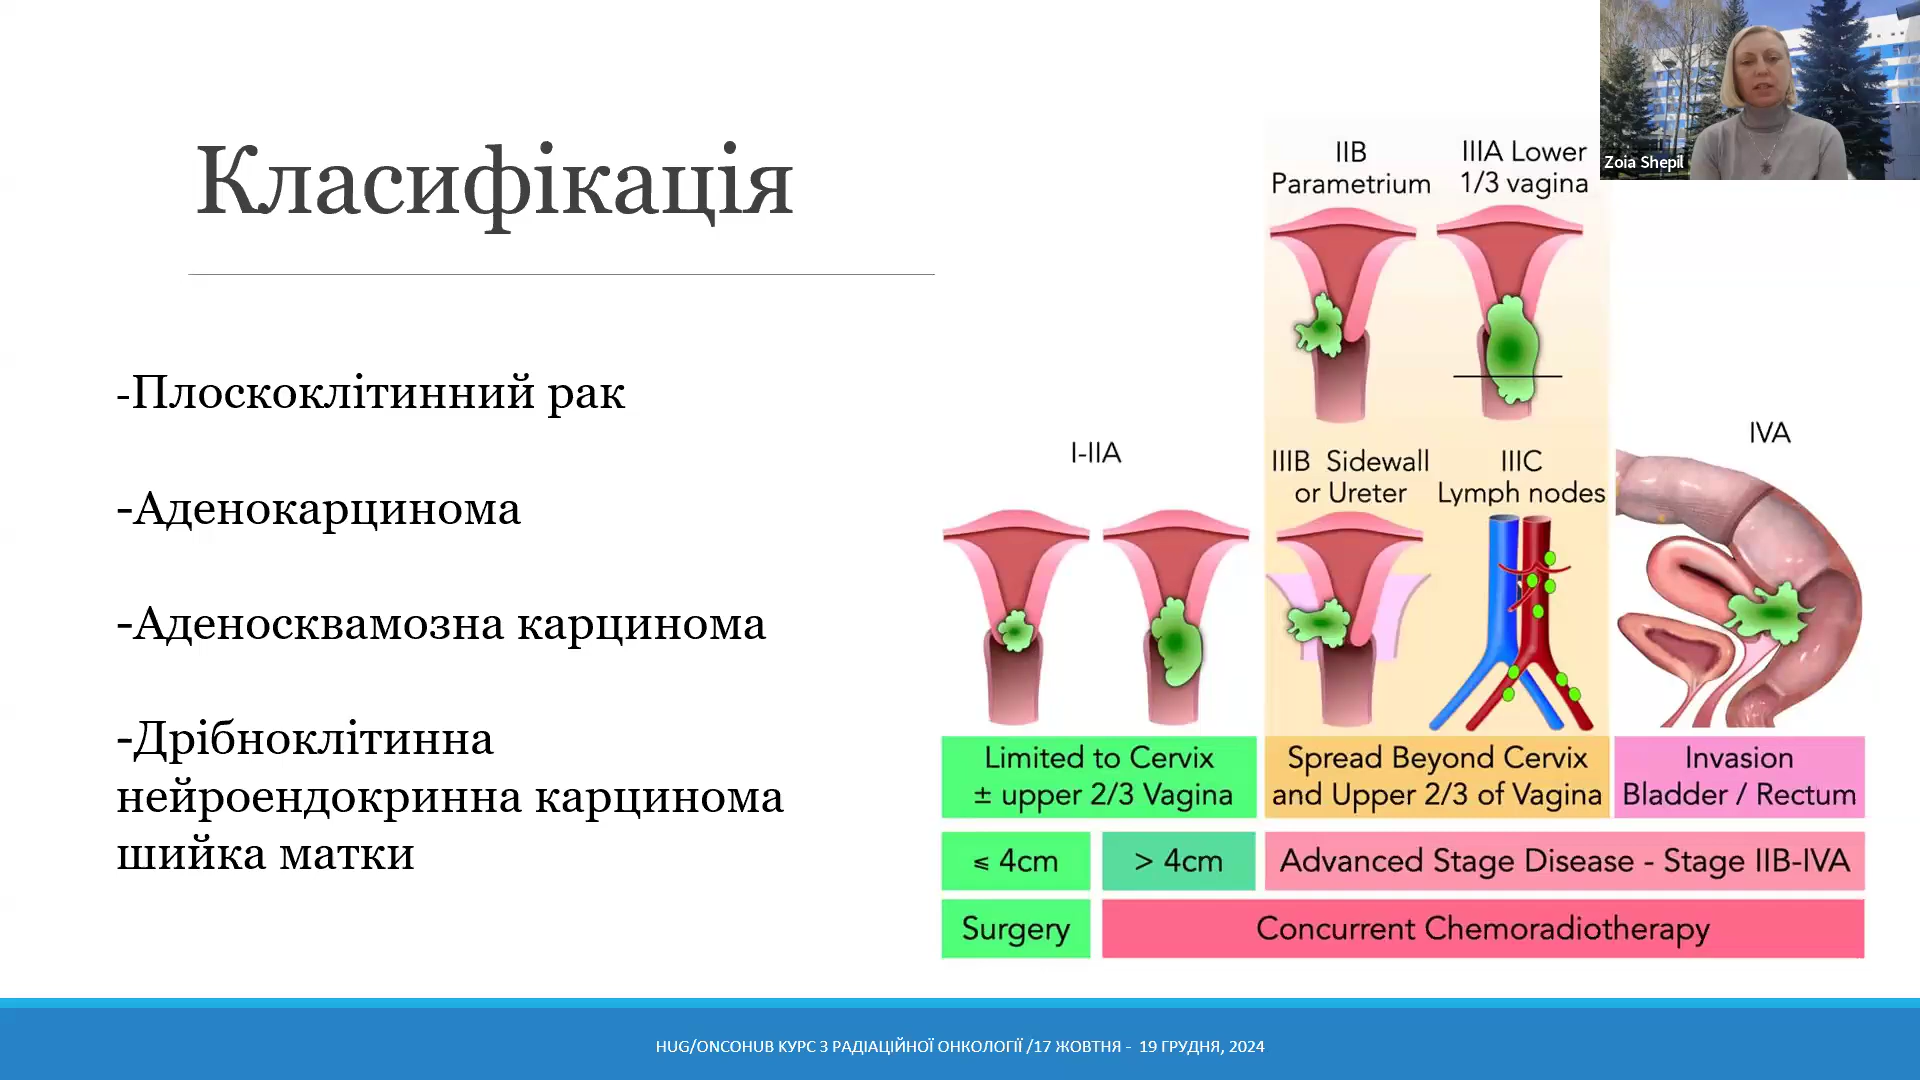 Класифікація
-Плоскоклітинний рак
-Аденокарцинома
-Аденосквамозна карцинома
-Дрібноклітинна
нейроендокринна карцинома
шийка матки
Zoia Shepil
IIB
Parametrium
IIIA Lower
1/3 vagina
I-IIA
IIIB Sidewall
or Ureter
IIIC
Lymph nodes
IVA
Limited to Cervix
± upper 2/3 Vagina
Spread Beyond Cervix
and Upper 2/3 of Vagina
Invasion
Bladder / Rectum
⩽ 4cm
> 4cm
Advanced Stage Disease - Stage IIB-IVA
Surgery
Concurrent Chemoradiotherapy
HUG/ONCOHUB КУРС З РАДІАЦІЙНОЇ ОНКОЛОГІЇ /17 ЖОВТНЯ - 19 ГРУДНЯ, 2024